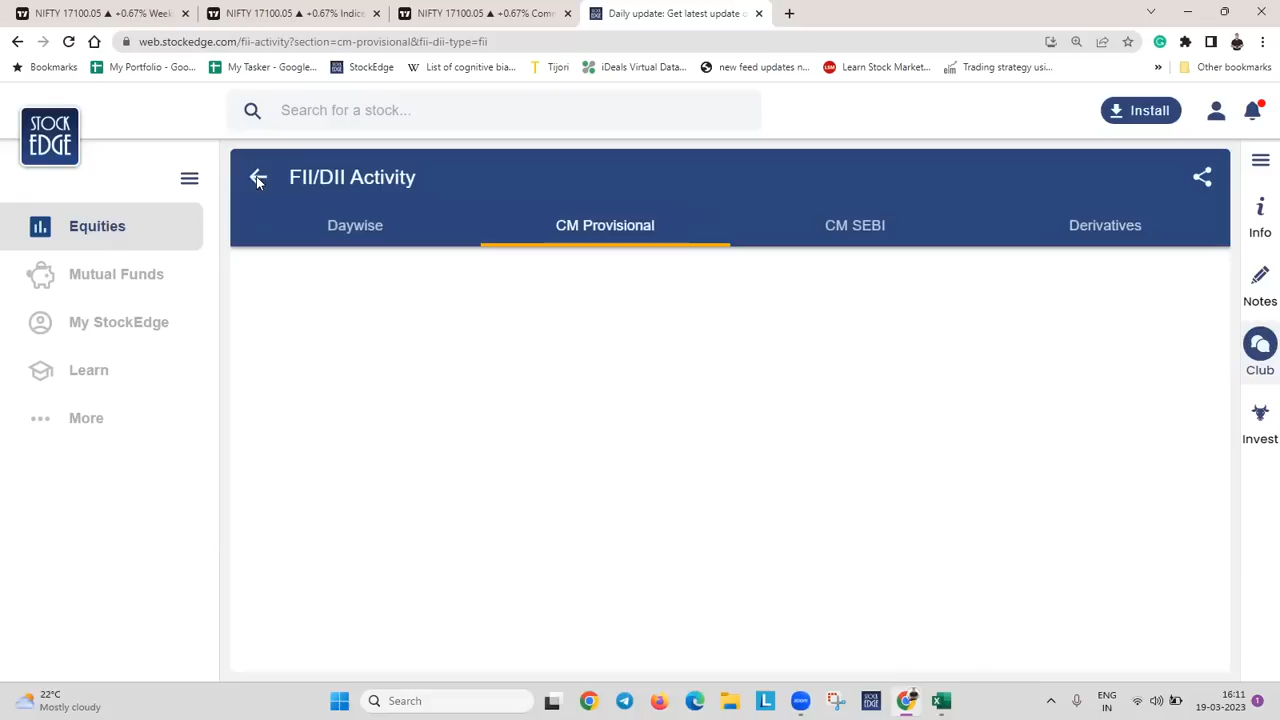 NIFTY 17100.05 ▲ +0.67% Week
NIFTY 17100.05 ▲ +0.67% Indice
NIFTY 17100.05 ▲ +0.67% Com
Daily update: Get latest update o
web.stockedge.com/fii-activity?section=cm-provisional&fii-dii-type=fii
Bookmarks
My Portfolio - Goo...
My Tasker - Google...
StockEdge
List of cognitive bia...
Tijori
iDeals Virtual Data...
new feed updates n...
Learn Stock Market...
Trading strategy usi...
»
Other bookmarks
STOCK
EDGE
Search for a stock...
Install
FII/DII Activity
Daywise
CM Provisional
CM SEBI
Derivatives
Equities
Mutual Funds
My StockEdge
Learn
More
Info
Notes
Club
Invest
22°C
Mostly cloudy
Search
ENG
IN
16:11
19-03-2023
1